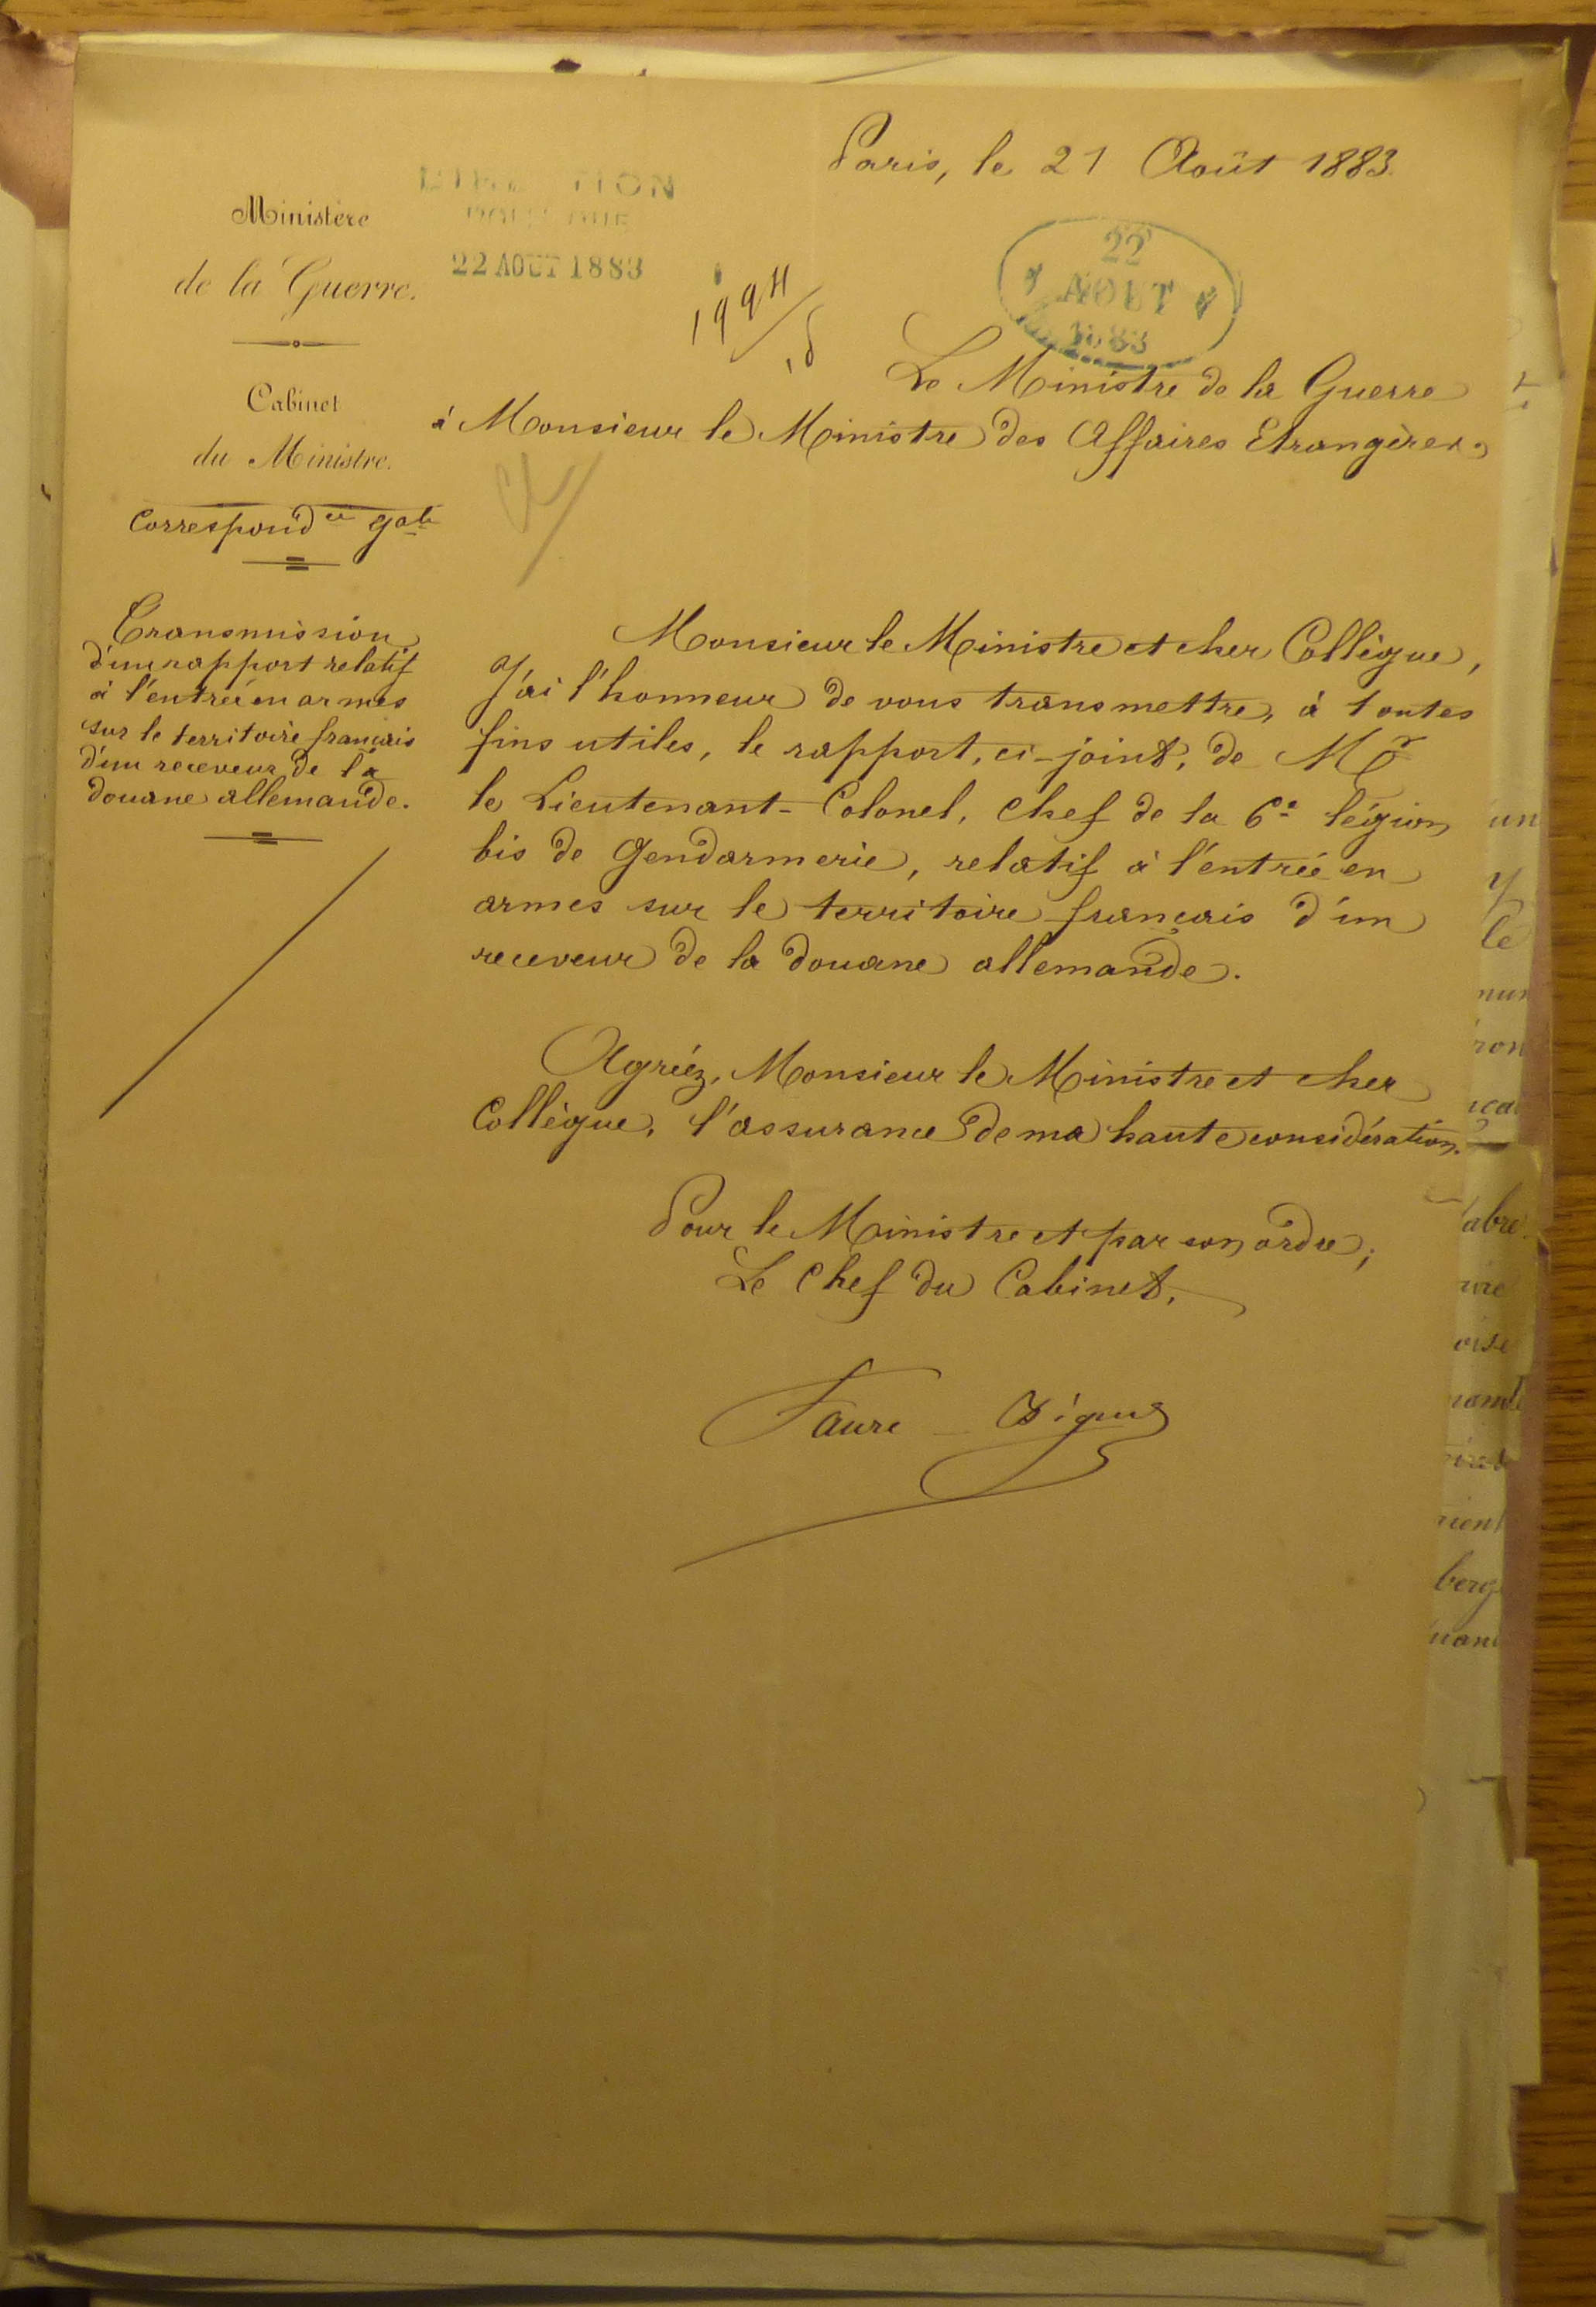 Paris, le 21 Août 1883.
Ministère
de la Guerre.
Cabinet
du Ministre.
Correspond ce gale
22 AOUT 1883
22
AOUT
1883
Le Ministre de la Guerre
à Monsieur le Ministre des Affaires Etrangères
Transmission
d'un rapport relatif
à l'entrée en armes
sur le territoire français
d'un receveur de la
douane allemande.
Monsieur le Ministre et cher Collègue,
J'ai l'honneur de vous transmettre, à toutes
fins utiles, le rapport, ci-joint, de Mr
le Lieutenant-Colonel, Chef de la 6e légion
bis de Gendarmerie, relatif à l'entrée en
armes sur le territoire français d'un
receveur de la douane allemande.
Agréez, Monsieur le Ministre et cher
Collègue, l'assurance de ma haute considération.
Pour le Ministre et par son ordre,
Le Chef du Cabinet,
Faure